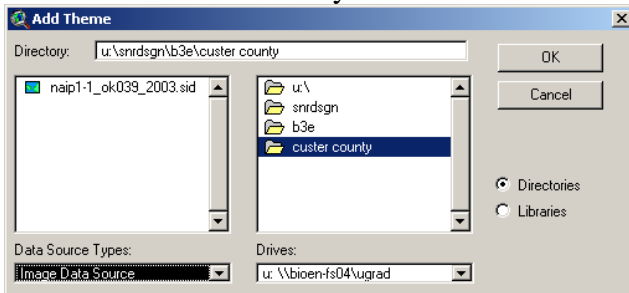 Add Theme
Directory: u:\snrdsgn\b3e\custer county
OK
Cancel
naip1-1_ok039_2003.sid
u:\
snrdsgn
b3e
custer county
Directories
Libraries
Data Source Types:
Image Data Source
Drives:
u: \\bioen-fs04\ugrad